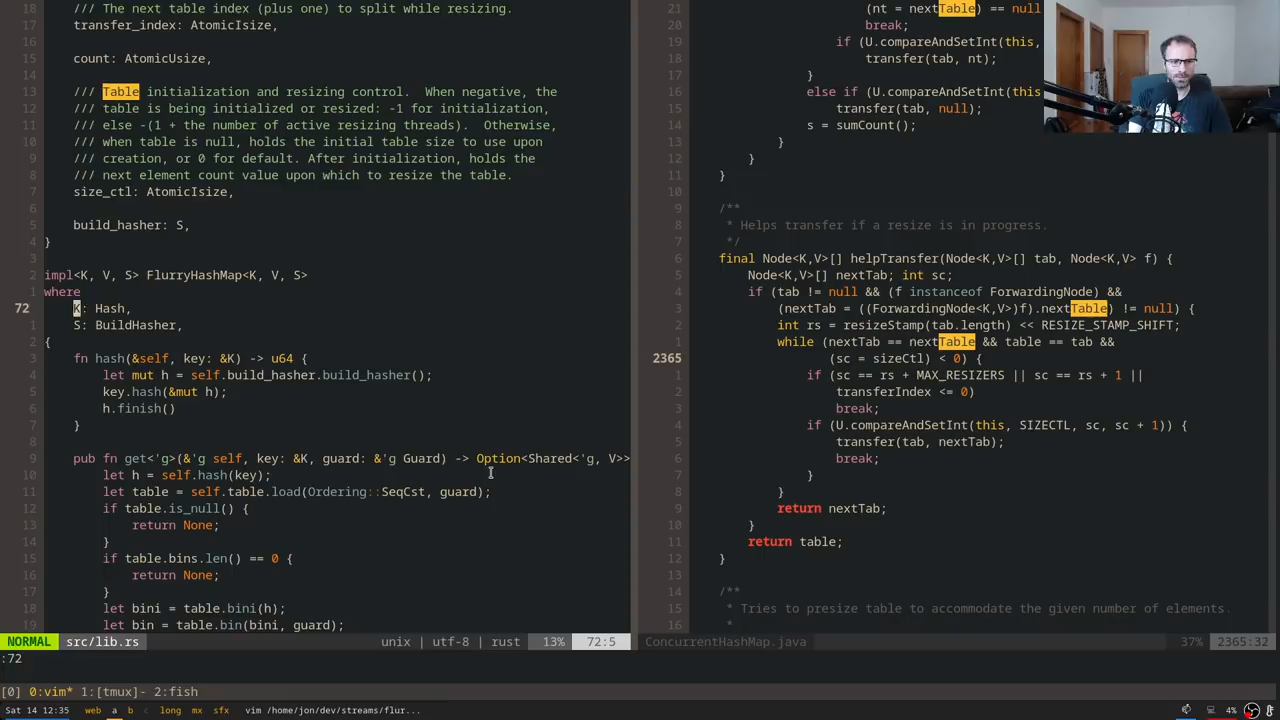 18 /// The next table index (plus one) to split while resizing.
17 transfer_index: AtomicIsize,
16
15 count: AtomicUsize,
14
13 /// Table initialization and resizing control.  When negative, the
12 /// table is being initialized or resized: -1 for initialization,
11 /// else -(1 + the number of active resizing threads).  Otherwise,
10 /// when table is null, holds the initial table size to use upon
9 /// creation, or 0 for default. After initialization, holds the
8 /// next element count value upon which to resize the table.
7 size_ctl: AtomicIsize,
6
5 build_hasher: S,
4 }
3
2 impl<K, V, S> FlurryHashMap<K, V, S>
1 where
72 K: Hash,
1 S: BuildHasher,
2 {
3 fn hash(&self, key: &K) -> u64 {
4 let mut h = self.build_hasher.build_hasher();
5 key.hash(&mut h);
6 h.finish()
7 }
8
9 pub fn get<'g>(&'g self, key: &K, guard: &'g Guard) -> Option<Shared<'g, V>>
10 let h = self.hash(key);
11 let table = self.table.load(Ordering::SeqCst, guard);
12 if table.is_null() {
13 return None;
14 }
15 if table.bins.len() == 0 {
16 return None;
17 }
18 let bini = table.bini(h);
19 let bin = table.bin(bini, guard);
NORMAL src/lib.rs unix | utf-8 | rust 13% 72:5
21 (nt = nextTable) == null
20 break;
19 if (U.compareAndSetInt(this,
18 transfer(tab, nt);
17 }
16 else if (U.compareAndSetInt(this
15 transfer(tab, null);
14 s = sumCount();
13 }
12 }
11 }
10
9 /**
8 * Helps transfer if a resize is in progress.
7 */
6 final Node<K,V>[] helpTransfer(Node<K,V>[] tab, Node<K,V> f) {
5 Node<K,V>[] nextTab; int sc;
4 if (tab != null && (f instanceof ForwardingNode) &&
3 (nextTab = ((ForwardingNode<K,V>)f).nextTable) != null) {
2 int rs = resizeStamp(tab.length) << RESIZE_STAMP_SHIFT;
1 while (nextTab == nextTable && table == tab &&
2365 (sc = sizeCtl) < 0) {
1 if (sc == rs + MAX_RESIZERS || sc == rs + 1 ||
2 transferIndex <= 0)
3 break;
4 if (U.compareAndSetInt(this, SIZECTL, sc, sc + 1)) {
5 transfer(tab, nextTab);
6 break;
7 }
8 }
9 return nextTab;
10 }
11 return table;
12 }
13
14 /**
15 * Tries to presize table to accommodate the given number of elements.
16 *
ConcurrentHashMap.java 37% 2365:32
:72
[0] 0:vim* 1:[tmux]- 2:fish
Sat 14 12:35 web a b < long mx sfx vim /home/jon/dev/streams/flur... 4%